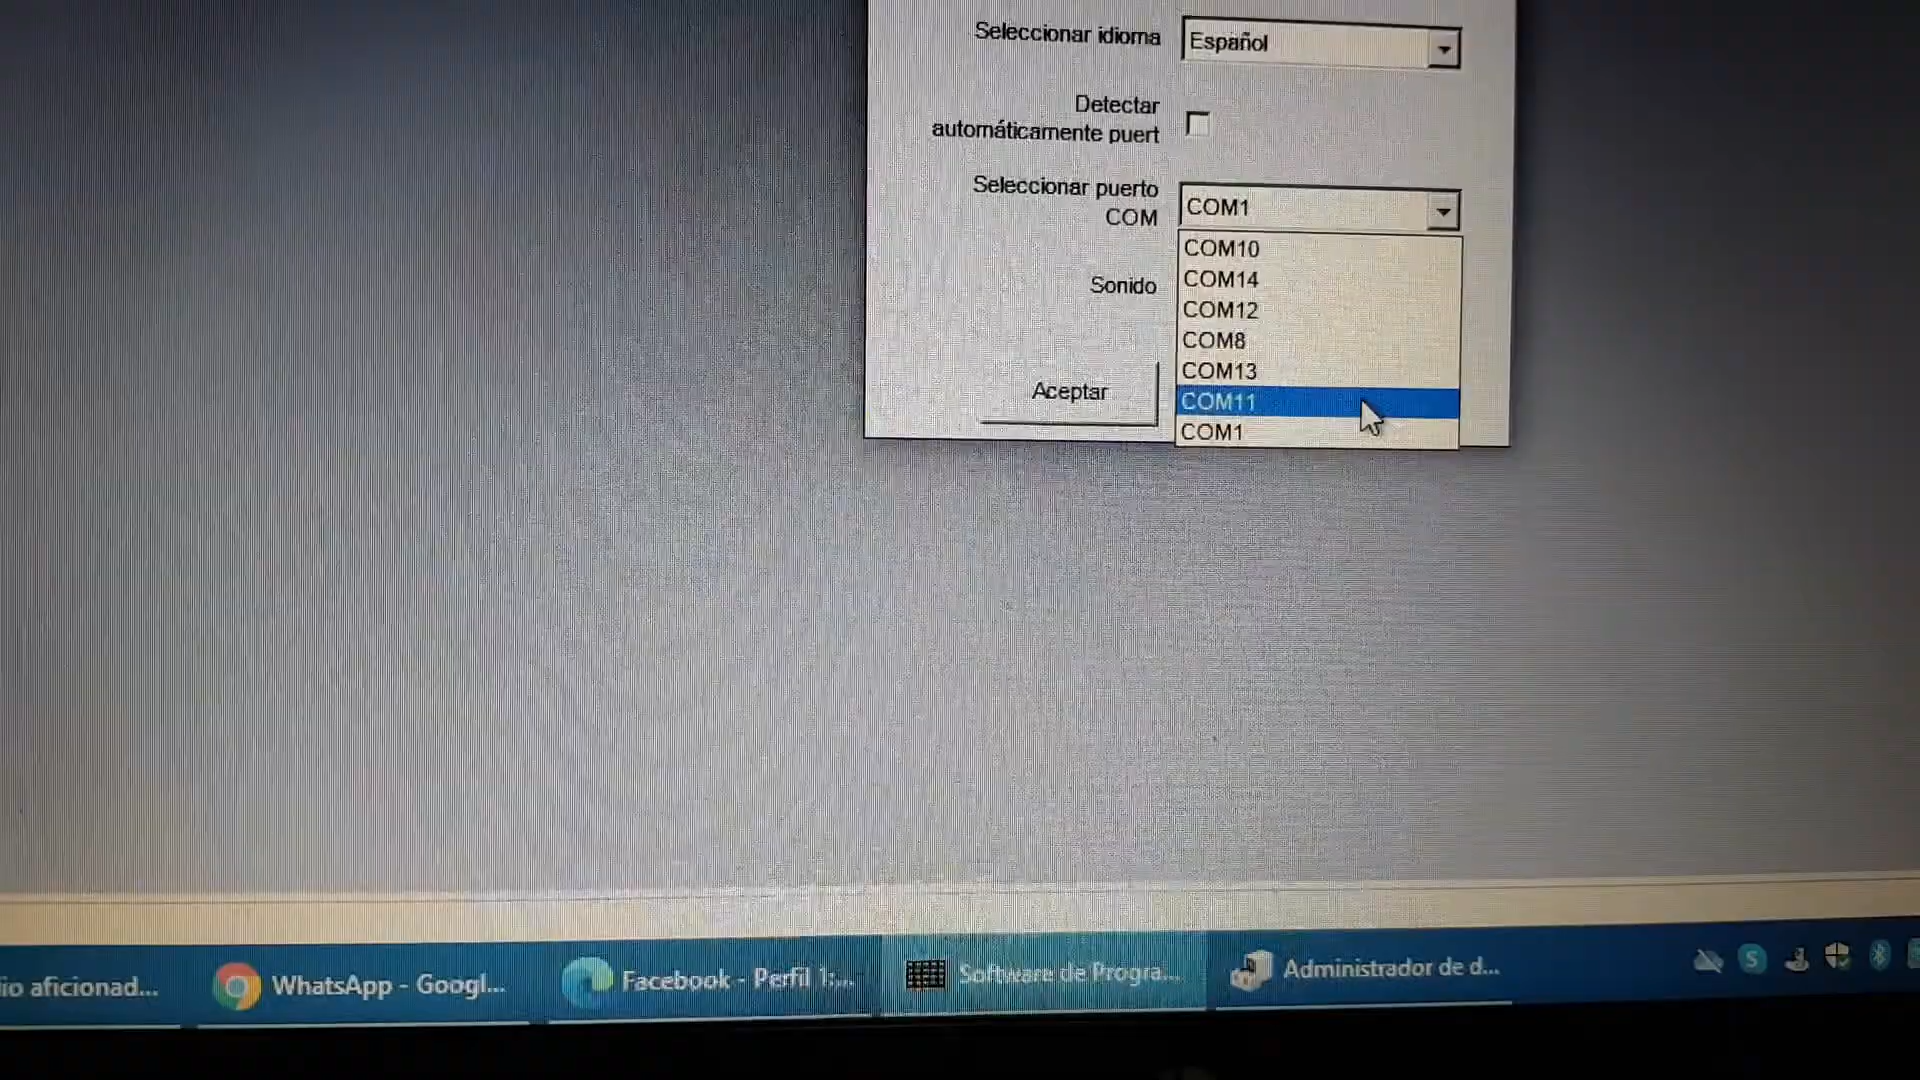 Seleccionar idioma
Español
Detectar
automáticamente puert
Seleccionar puerto
COM
COM1
COM10
COM14
COM12
COM8
COM13
COM11
COM1
Sonido
Aceptar
io aficionad...
WhatsApp - Googl...
Facebook - Perfil 1:...
Software de Progra...
Administrador de d...
S